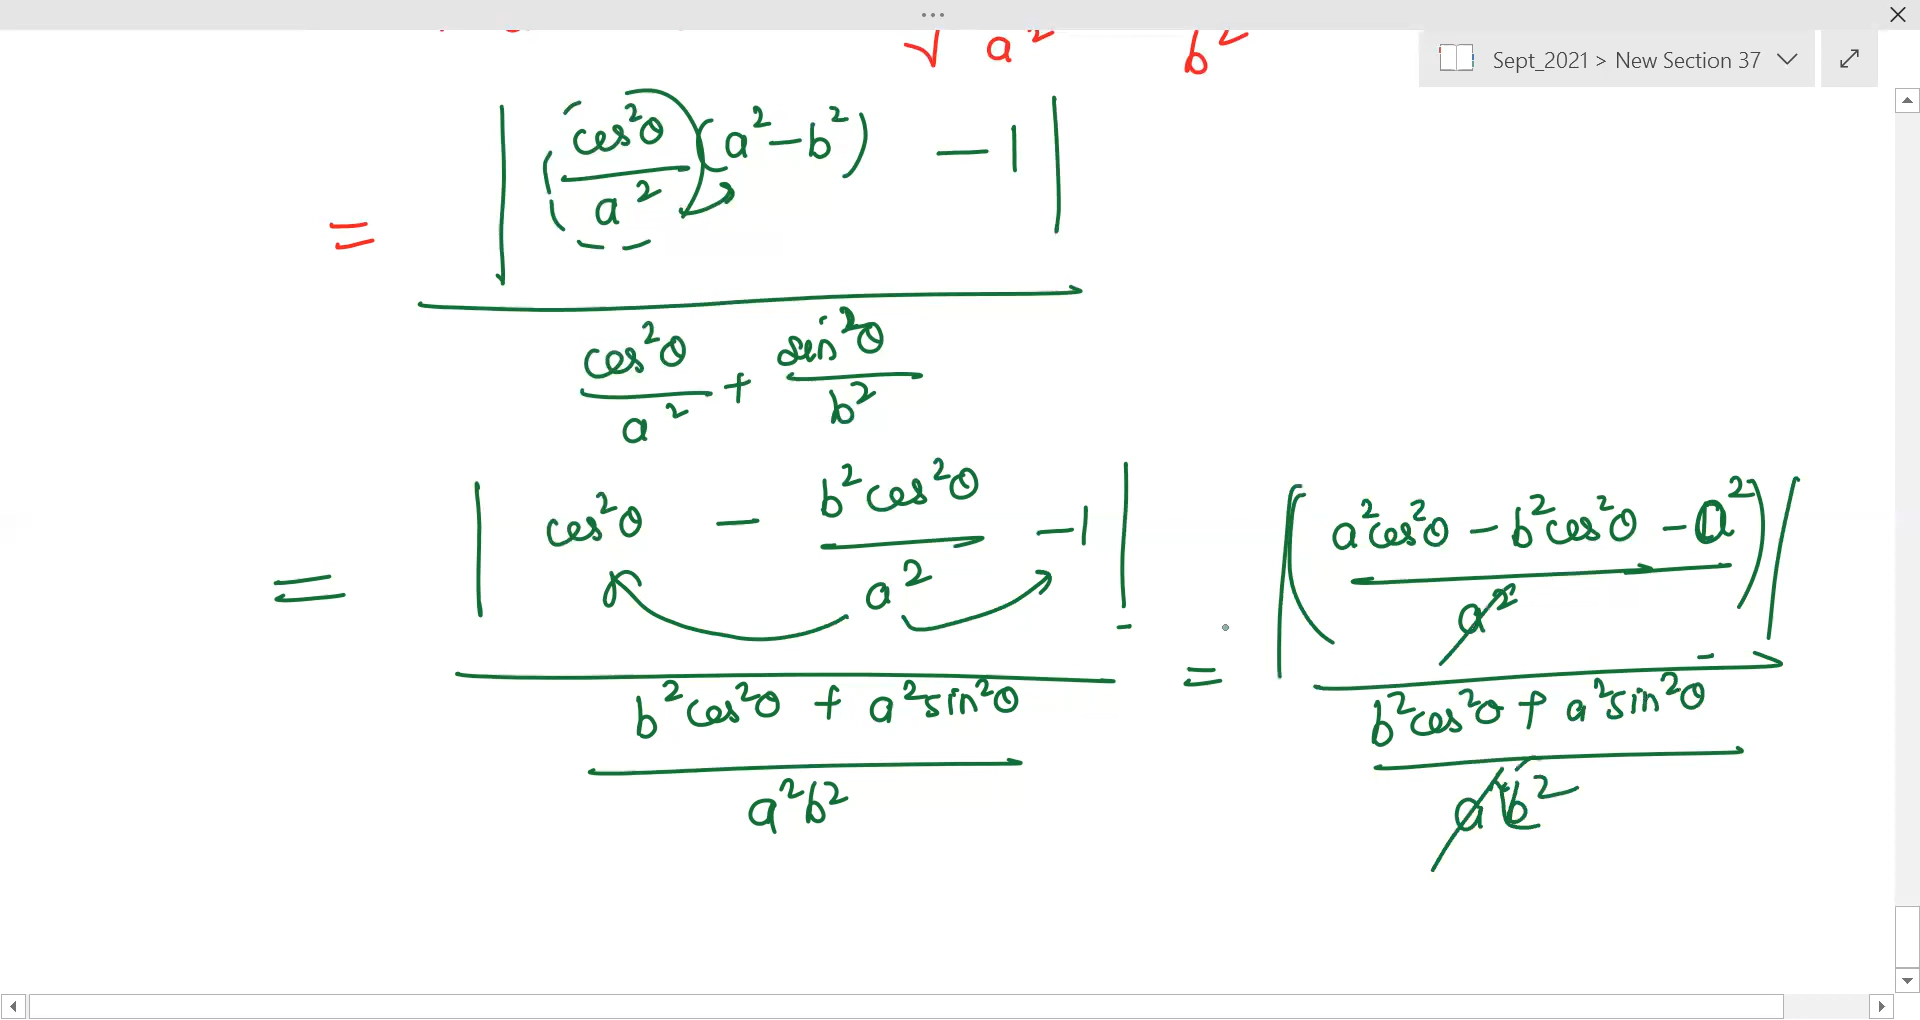 √ a² b²
Sept_2021 > New Section 37
= | (cos²θ / a²)(a² − b²) − 1 |
cos²θ / a² + sin²θ / b²
= | cos²θ − b²cos²θ / a² − 1 | = | (a²cos²θ − b²cos²θ − a²) / a² |
b²cos²θ + a²sin²θ b²cos²θ + a²sin²θ
a²b² a²b²